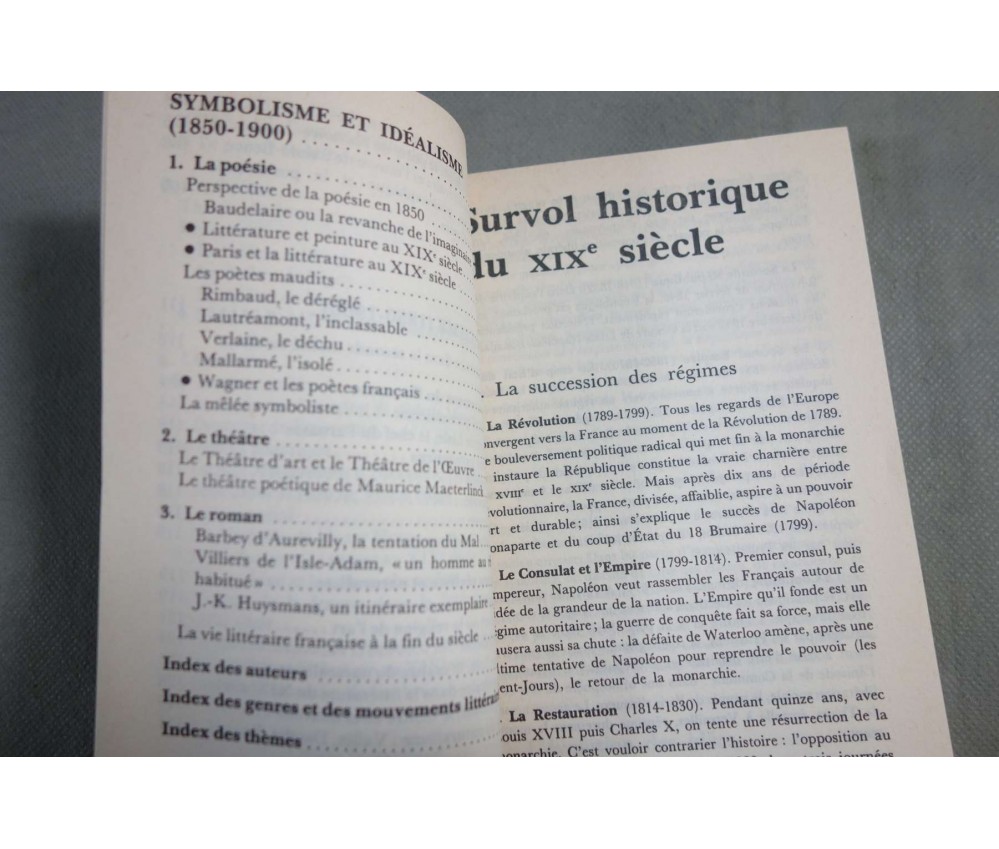 SYMBOLISME ET IDÉALISME
(1850-1900)
1. La poésie
Perspective de la poésie en 1850
Baudelaire ou la revanche de l'imaginaire
• Littérature et peinture au XIXe siècle
• Paris et la littérature au XIXe siècle
Les poètes maudits
Rimbaud, le déréglé
Lautréamont, l'inclassable
Verlaine, le déchu
Mallarmé, l'isolé
• Wagner et les poètes français
La mêlée symboliste
2. Le théâtre
Le Théâtre d'art et le Théâtre de l'Œuvre
Le théâtre poétique de Maurice Maeterlinck
3. Le roman
Barbey d'Aurevilly, la tentation du Mal
Villiers de l'Isle-Adam, « un homme au
habitué »
J.-K. Huysmans, un itinéraire exemplaire
La vie littéraire française à la fin du siècle
Index des auteurs
Index des genres et des mouvements littérai
Index des thèmes
Survol historique
du XIXe siècle
. La succession des régimes
La Révolution (1789-1799). Tous les regards de l'Europe
onvergent vers la France au moment de la Révolution de 1789.
e bouleversement politique radical qui met fin à la monarchie
instaure la République constitue la vraie charnière entre
XVIIIe et le XIXe siècle. Mais après dix ans de période
volutionnaire, la France, divisée, affaiblie, aspire à un pouvoir
rt et durable; ainsi s'explique le succès de Napoléon
onaparte et du coup d'État du 18 Brumaire (1799).
Le Consulat et l'Empire (1799-1814). Premier consul, puis
mpereur, Napoléon veut rassembler les Français autour de
idée de la grandeur de la nation. L'Empire qu'il fonde est un
gime autoritaire; la guerre de conquête fait sa force, mais elle
usera aussi sa chute : la défaite de Waterloo amène, après une
ltime tentative de Napoléon pour reprendre le pouvoir (les
ent-Jours), le retour de la monarchie.
. La Restauration (1814-1830). Pendant quinze ans, avec
ouis XVIII puis Charles X, on tente une résurrection de la
monarchie. C'est vouloir contrarier l'histoire : l'opposition au
journées